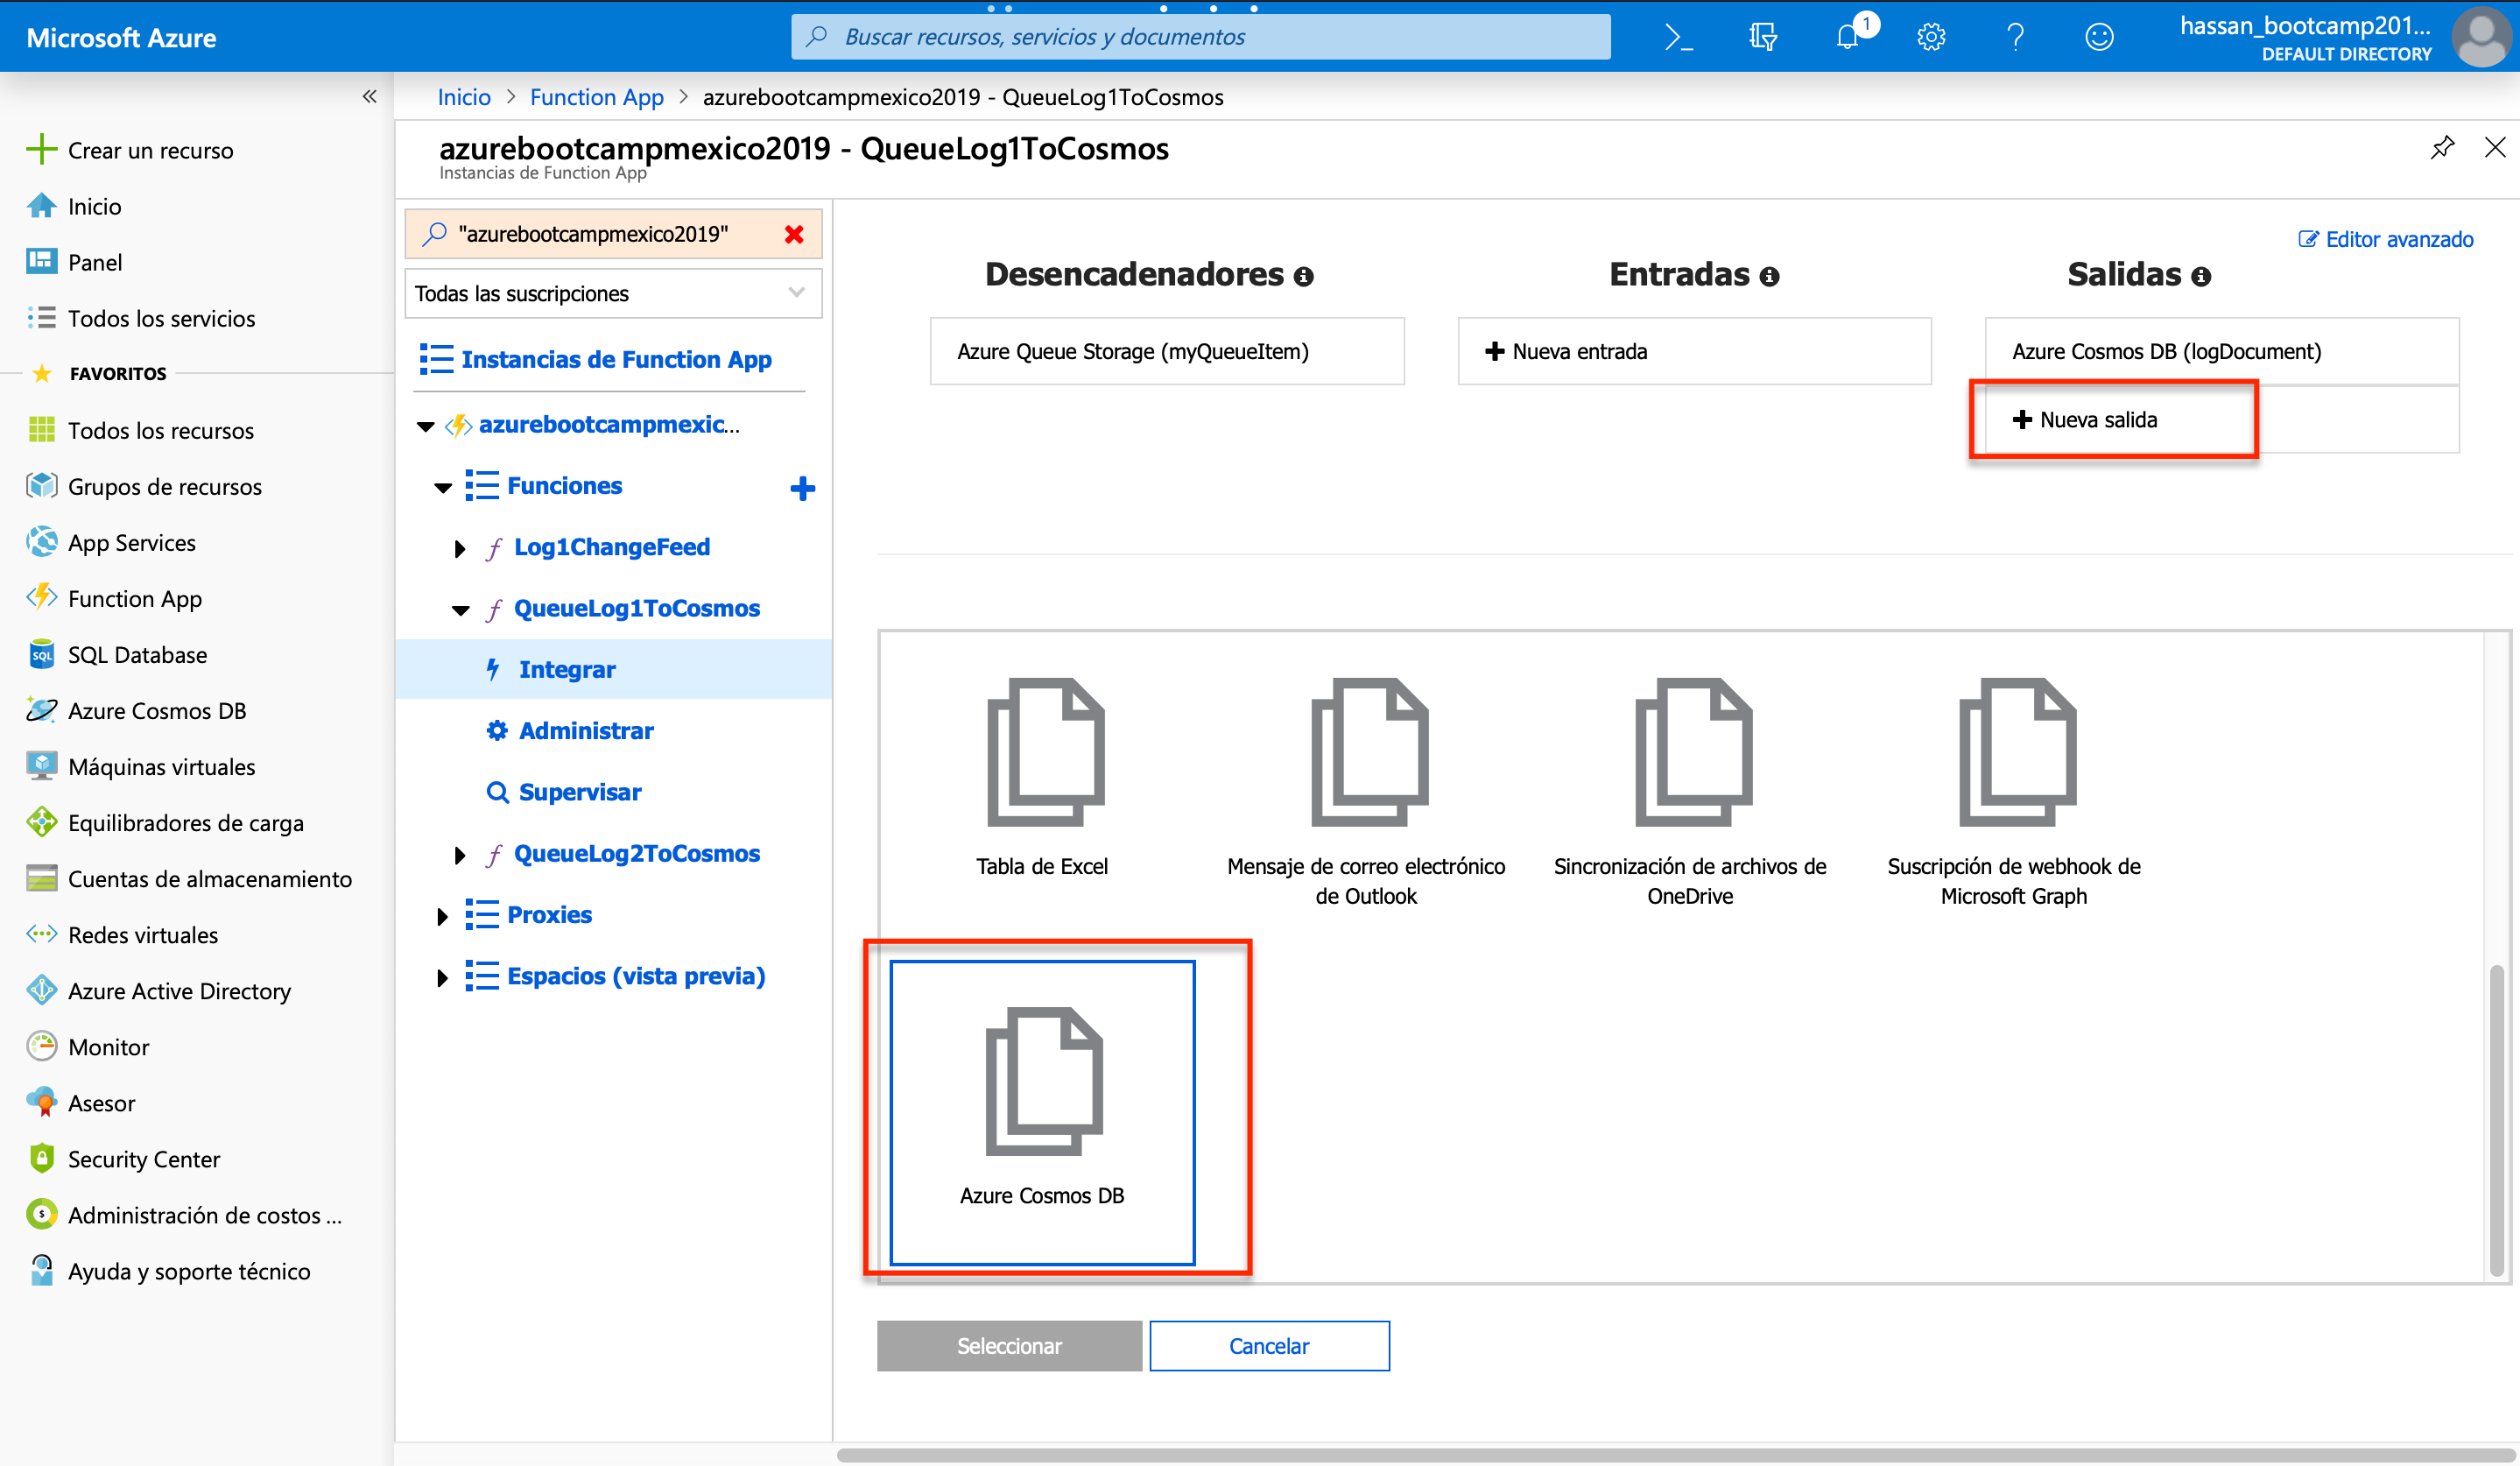 Microsoft Azure
Buscar recursos, servicios y documentos
1
hassan_bootcamp201...
DEFAULT DIRECTORY
Inicio > Function App > azurebootcampmexico2019 - QueueLog1ToCosmos
azurebootcampmexico2019 - QueueLog1ToCosmos
Instancias de Function App
Crear un recurso
Inicio
Panel
Todos los servicios
FAVORITOS
Todos los recursos
Grupos de recursos
App Services
Function App
SQL Database
Azure Cosmos DB
Máquinas virtuales
Equilibradores de carga
Cuentas de almacenamiento
Redes virtuales
Azure Active Directory
Monitor
Asesor
Security Center
Administración de costos ...
Ayuda y soporte técnico
"azurebootcampmexico2019"
Todas las suscripciones
Instancias de Function App
azurebootcampmexic...
Funciones
Log1ChangeFeed
QueueLog1ToCosmos
Integrar
Administrar
Supervisar
QueueLog2ToCosmos
Proxies
Espacios (vista previa)
Editor avanzado
Desencadenadores
Azure Queue Storage (myQueueItem)
Entradas
Nueva entrada
Salidas
Azure Cosmos DB (logDocument)
Nueva salida
Tabla de Excel
Mensaje de correo electrónico
de Outlook
Sincronización de archivos de
OneDrive
Suscripción de webhook de
Microsoft Graph
Azure Cosmos DB
Seleccionar
Cancelar